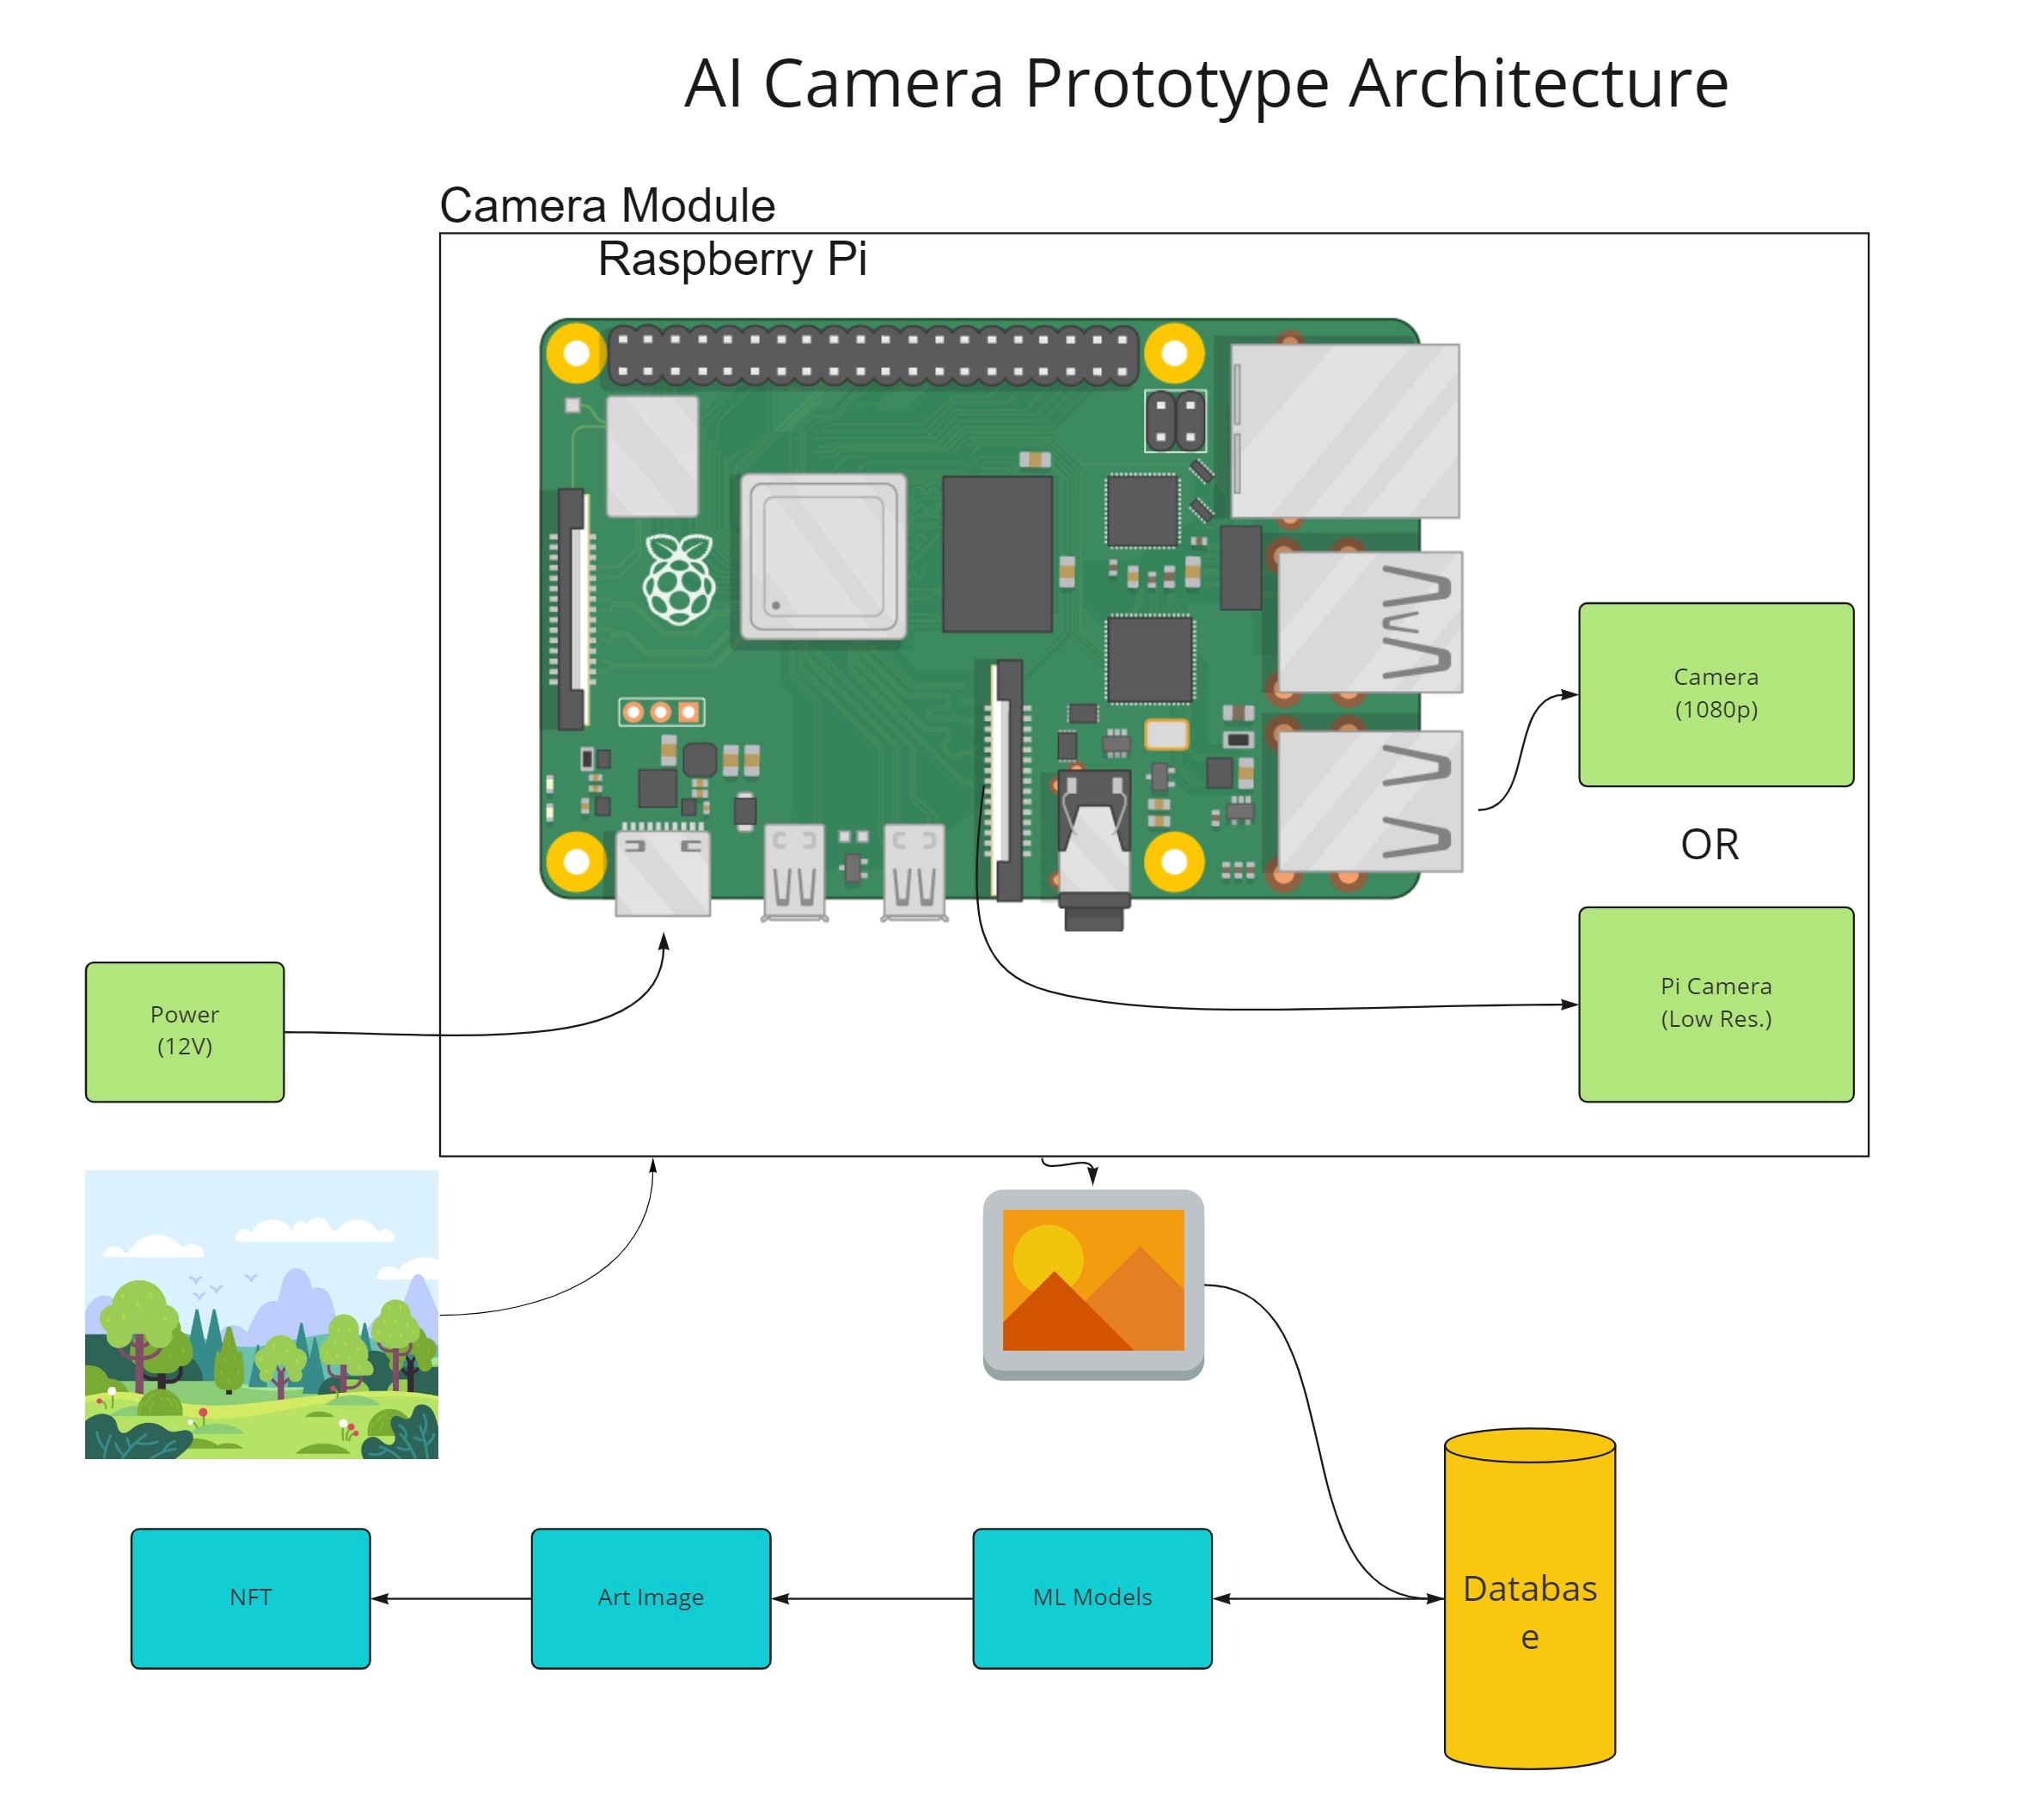 AI Camera Prototype Architecture
Camera Module
Raspberry Pi
Camera
(1080p)
OR
Pi Camera
(Low Res.)
Power
(12V)
NFT
Art Image
ML Models
Databas
e